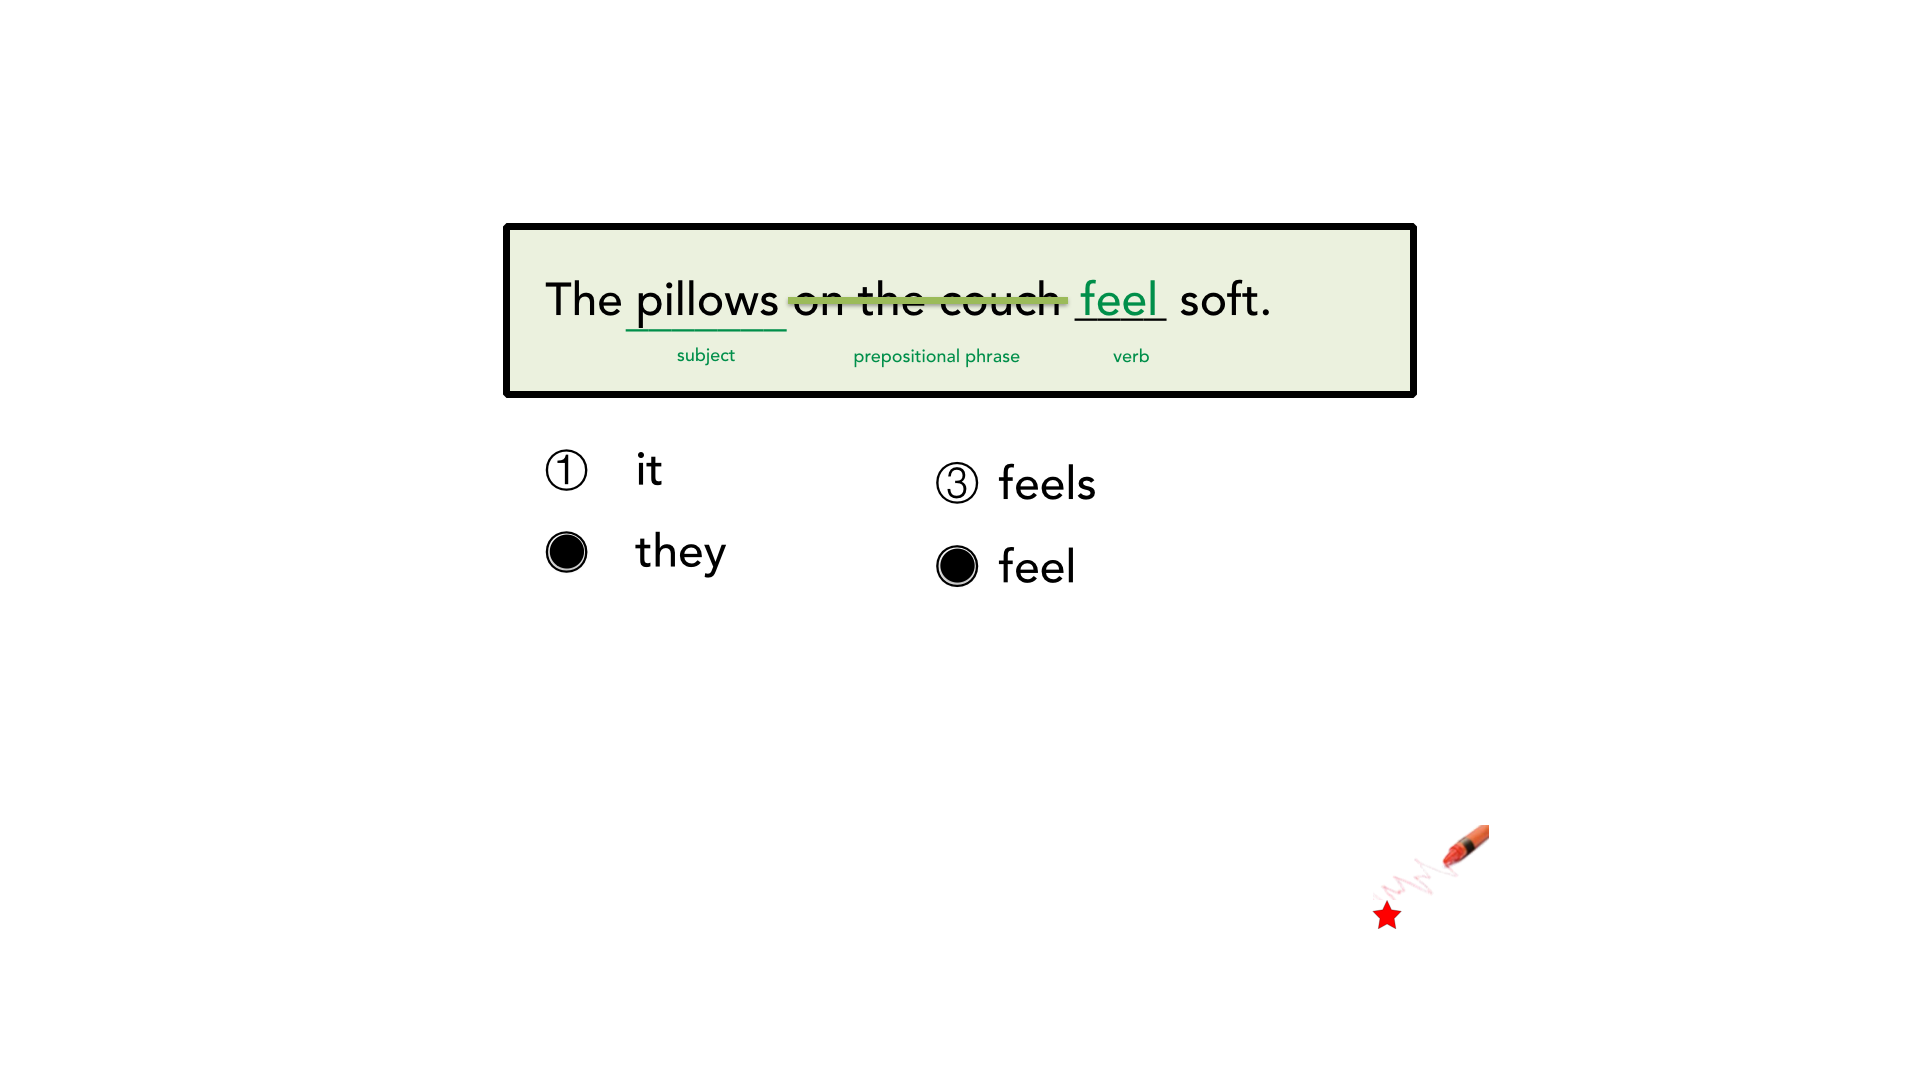 The pillows on the couch feel soft.
subject prepositional phrase verb
① it
③ feels
they
feel